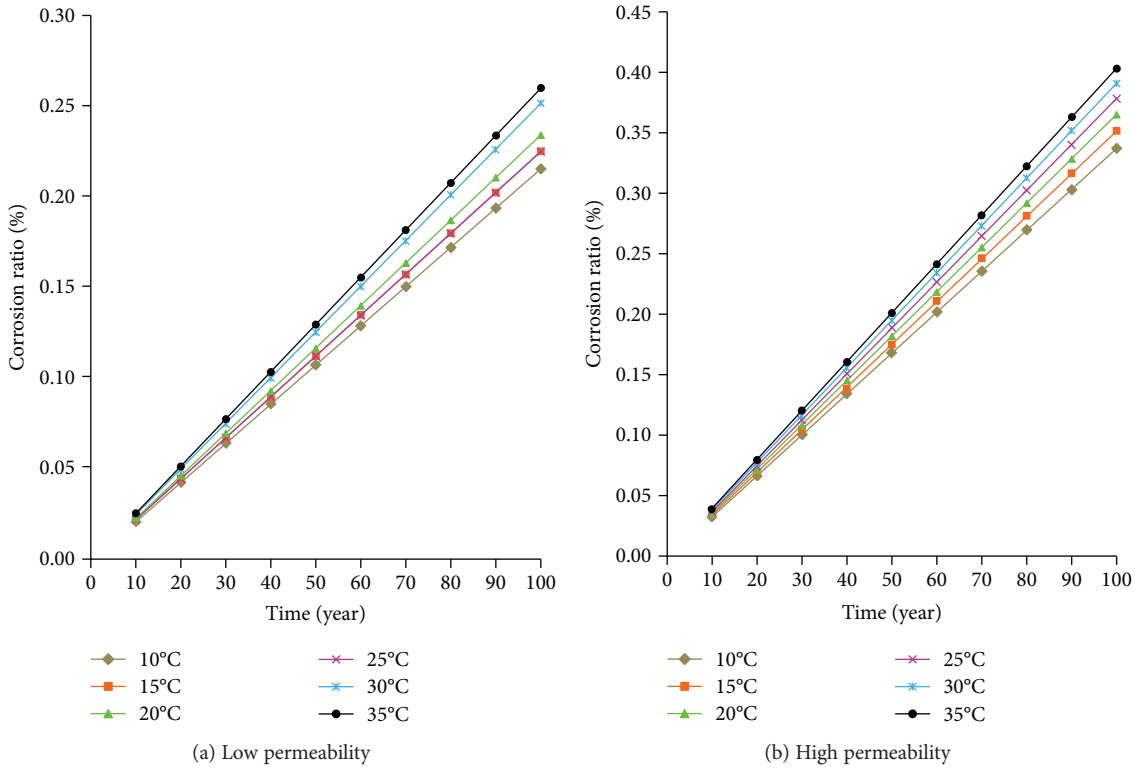 0.30
0.25
0.20
0.15
0.10
0.05
0.00
Corrosion ratio (%)
0 10 20 30 40 50 60 70 80 90 100
Time (year)
10°C
15°C
20°C
25°C
30°C
35°C
(a) Low permeability
0.45
0.40
0.35
0.30
0.25
0.20
0.15
0.10
0.05
0.00
Corrosion ratio (%)
0 10 20 30 40 50 60 70 80 90 100
Time (year)
10°C
15°C
20°C
25°C
30°C
35°C
(b) High permeability